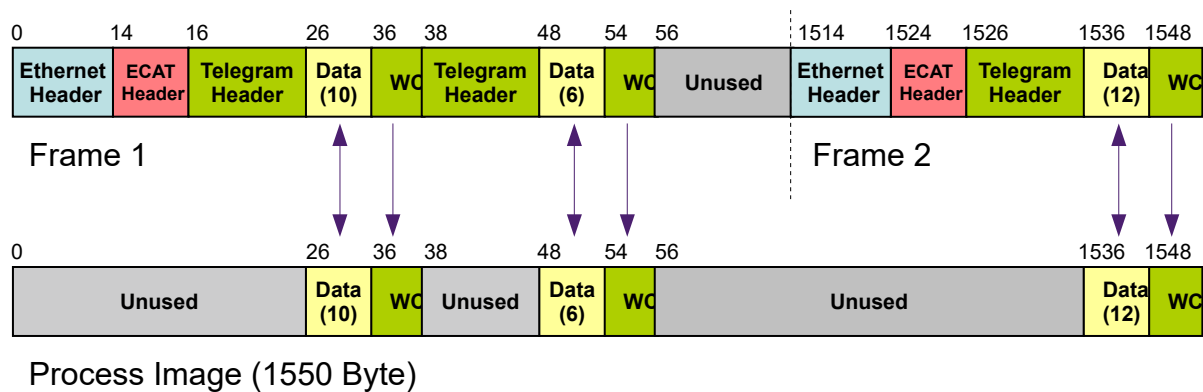 0 14 16 26 36 38 48 54 56 1514 1524 1526 1536 1548
Ethernet ECAT Telegram Data WC Telegram Data WC Unused Ethernet ECAT Telegram Data WC
Header Header Header (10) Header (6) Header Header Header (12)
Frame 1 Frame 2
0 26 36 38 48 54 56 1536 1548
Unused Data WC Unused Data WC Unused Data WC
(10) (6) (12)
Process Image (1550 Byte)